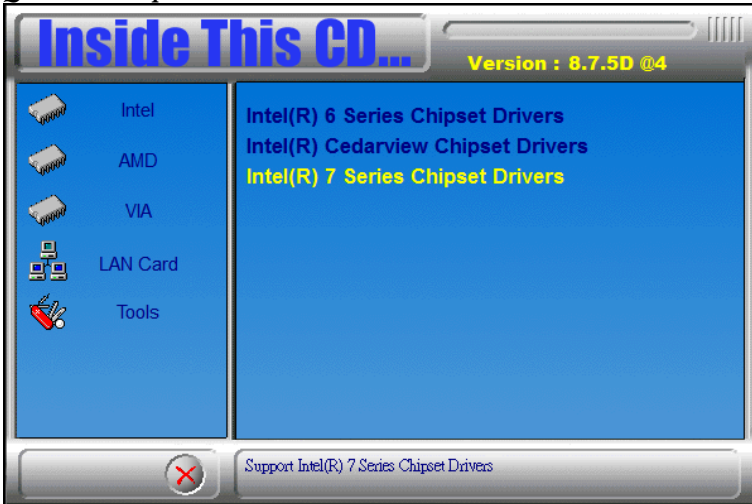 Inside This CD...
Version : 8.7.5D @4
Intel
AMD
VIA
LAN Card
Tools
Intel(R) 6 Series Chipset Drivers
Intel(R) Cedarview Chipset Drivers
Intel(R) 7 Series Chipset Drivers
Support Intel(R) 7 Series Chipset Drivers